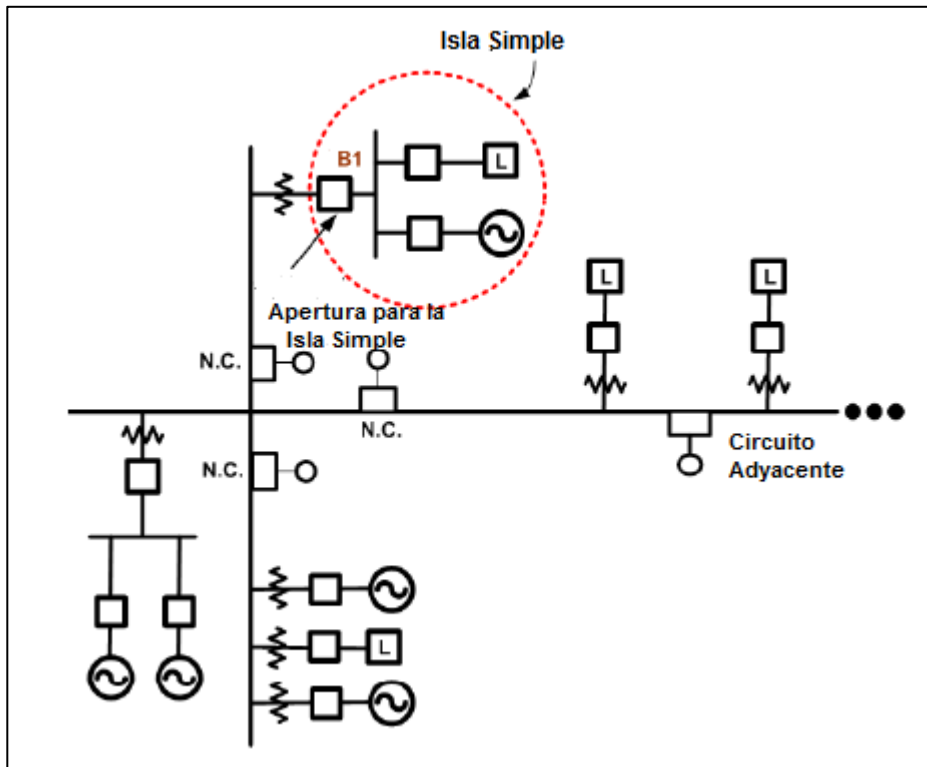 Isla Simple
B1
L
Apertura para la
Isla Simple
L
L
N.C.
N.C.
N.C.
Circuito
Adyacente
L